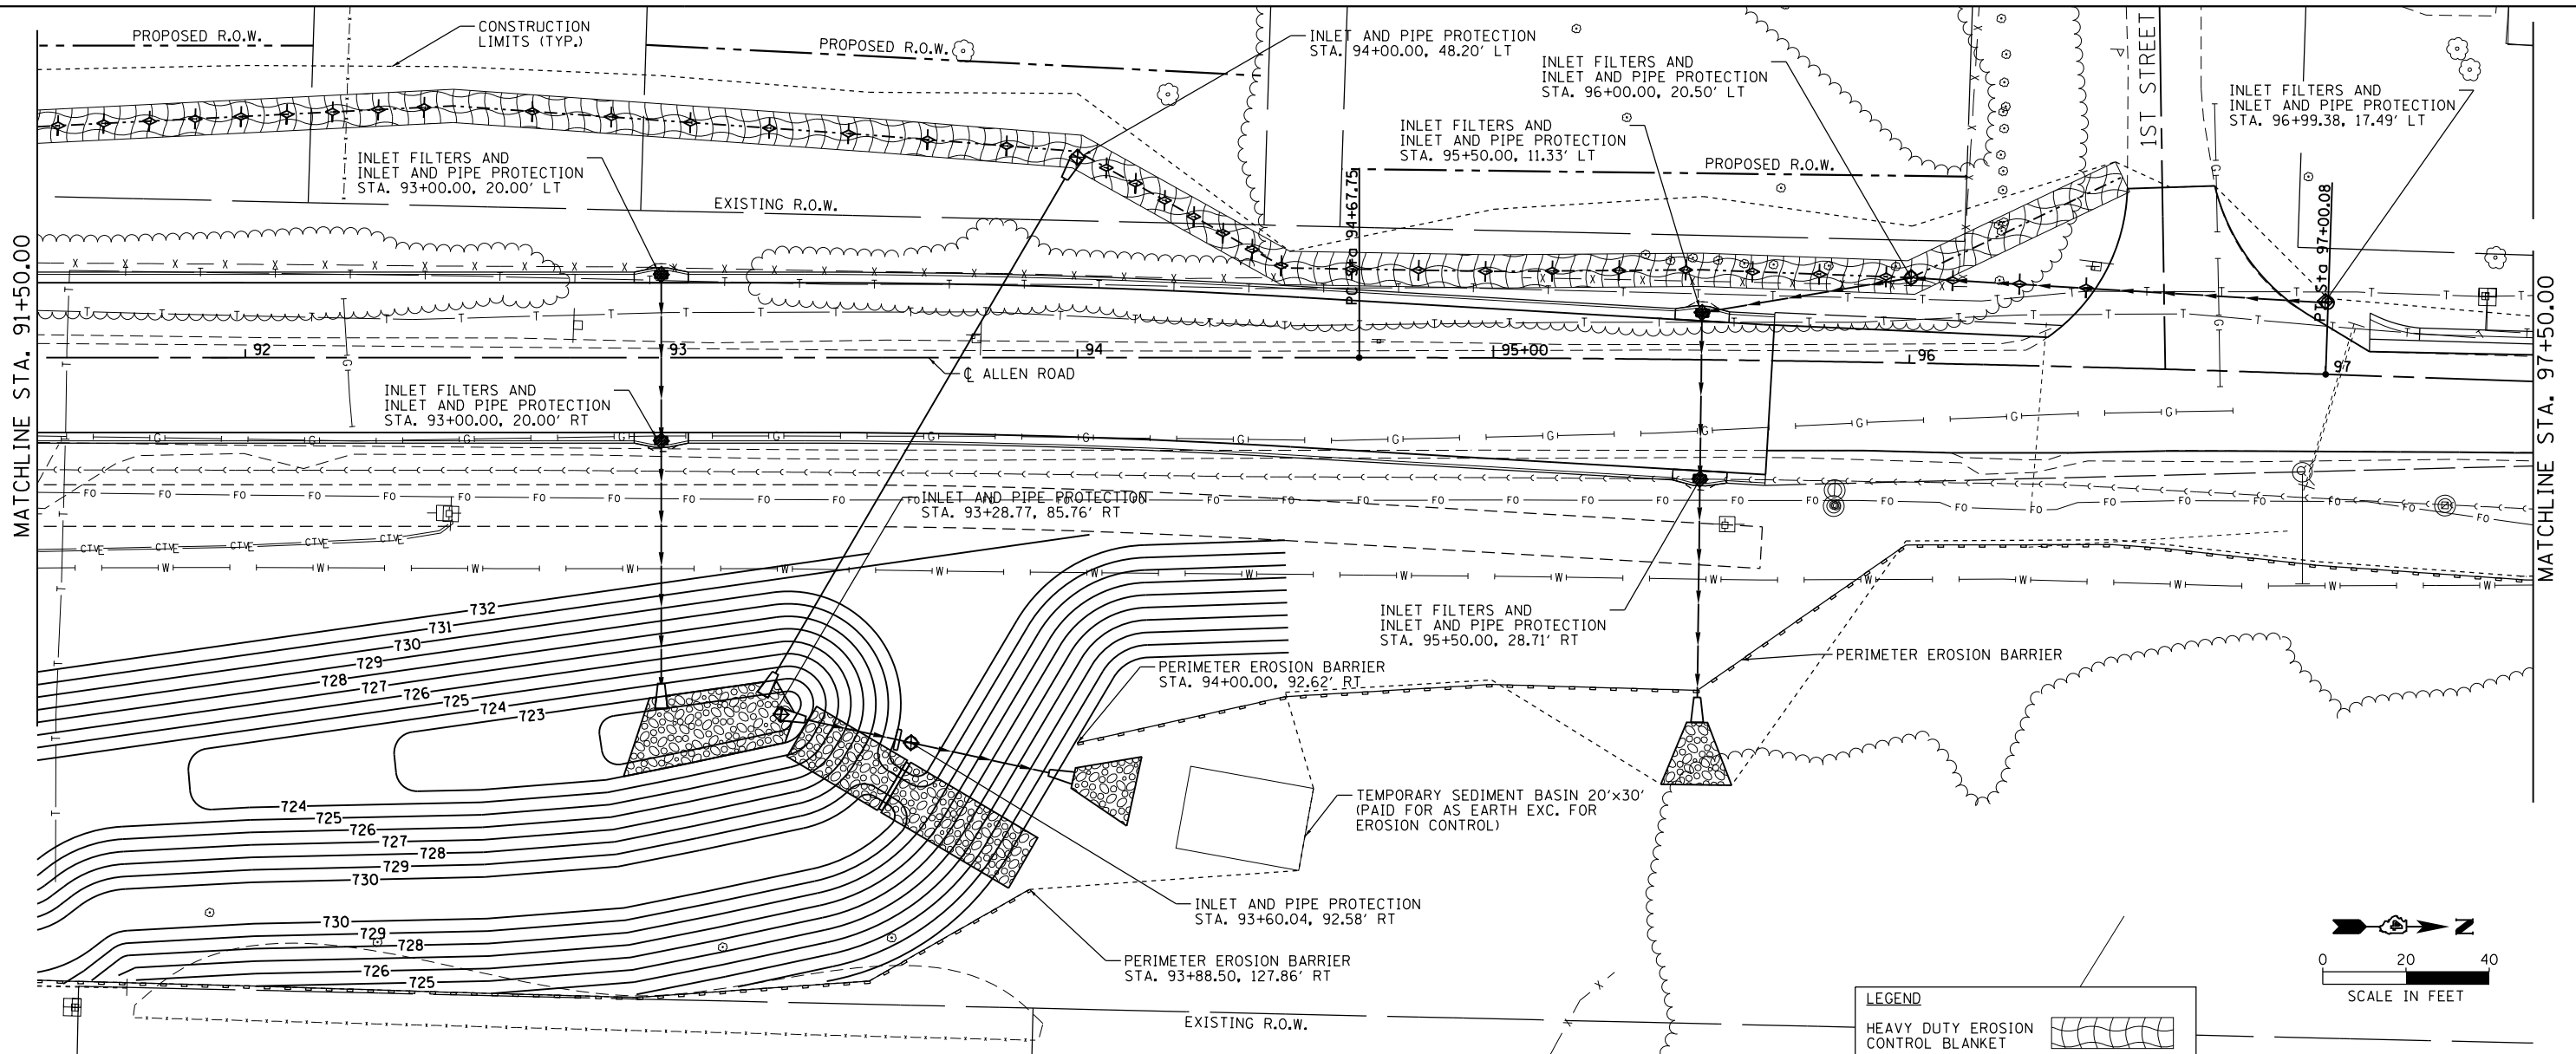 PROPOSED R.O.W.
CONSTRUCTION
LIMITS (TYP.)
PROPOSED R.O.W.
INLET AND PIPE PROTECTION
STA. 94+00.00, 48.20' LT
INLET FILTERS AND
INLET AND PIPE PROTECTION
STA. 96+00.00, 20.50' LT
1ST STREET
P
INLET FILTERS AND
INLET AND PIPE PROTECTION
STA. 96+99.38, 17.49' LT
INLET FILTERS AND
INLET AND PIPE PROTECTION
STA. 95+50.00, 11.33' LT
INLET FILTERS AND
INLET AND PIPE PROTECTION
STA. 93+00.00, 20.00' LT
PROPOSED R.O.W.
EXISTING R.O.W.
PC Sta 94+67.75
PI Sta 97+00.08
MATCHLINE STA. 91+50.00
MATCHLINE STA. 97+50.00
92
93
94
95+00
96
97
℄ ALLEN ROAD
INLET FILTERS AND
INLET AND PIPE PROTECTION
STA. 93+00.00, 20.00' RT
INLET AND PIPE PROTECTION
STA. 93+28.77, 85.76' RT
INLET FILTERS AND
INLET AND PIPE PROTECTION
STA. 95+50.00, 28.71' RT
PERIMETER EROSION BARRIER
PERIMETER EROSION BARRIER
STA. 94+00.00, 92.62' RT
732
731
730
729
728
727
726
725
724
723
TEMPORARY SEDIMENT BASIN 20'x30'
(PAID FOR AS EARTH EXC. FOR
EROSION CONTROL)
724
725
726
727
728
729
730
INLET AND PIPE PROTECTION
STA. 93+60.04, 92.58' RT
730
729
728
726
725
PERIMETER EROSION BARRIER
STA. 93+88.50, 127.86' RT
EXISTING R.O.W.
N
0 20 40
SCALE IN FEET
LEGEND
HEAVY DUTY EROSION
CONTROL BLANKET